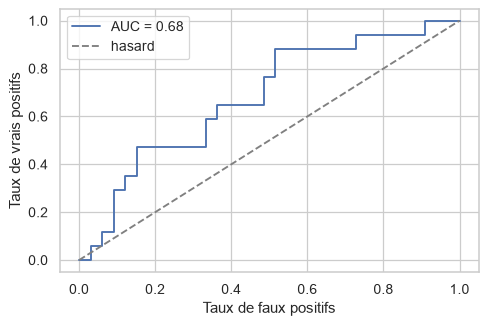 AUC = 0.68
hasard
Taux de vrais positifs
1.0
0.8
0.6
0.4
0.2
0.0
0.0 0.2 0.4 0.6 0.8 1.0
Taux de faux positifs